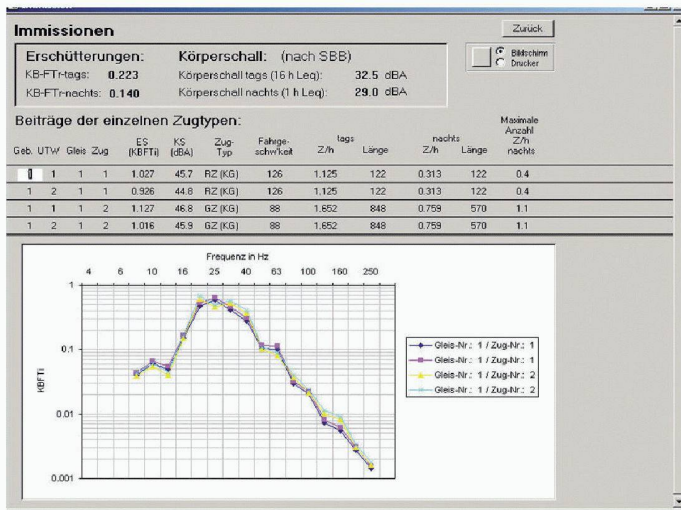 Immissionen
Zurück
Erschütterungen: Körperschall: (nach SBB)
KB-FTr-tags: 0.223 Körperschall tags (16 h Leq): 32.5 dBA
KB-FTr-nachts: 0.140 Körperschall nachts (1 h Leq): 29.0 dBA
Bildschirm
Drucker
Beiträge der einzelnen Zugtypen:
Geb. UTW Gleis Zug ES (KBFTi) KS (dBA) Zug-Typ Fahrge-schw'keit tags Z/h Länge nachts Z/h Länge Maximale Anzahl Z/h nachts
1 1 1 1.027 45.7 RZ (KG) 126 1.125 122 0.313 122 0.4
1 2 1 1 0.926 44.8 RZ (KG) 126 1.125 122 0.313 122 0.4
1 1 1 2 1.127 46.8 GZ (KG) 88 1.652 848 0.759 570 1.1
1 2 1 2 1.016 45.9 GZ (KG) 88 1.652 848 0.759 570 1.1
Frequenz in Hz
4 6 10 16 25 40 63 100 160 250
1
0.1
0.01
0.001
KBFTi
Gleis-Nr.: 1 / Zug-Nr.: 1
Gleis-Nr.: 1 / Zug-Nr.: 1
Gleis-Nr.: 1 / Zug-Nr.: 2
Gleis-Nr.: 1 / Zug-Nr.: 2